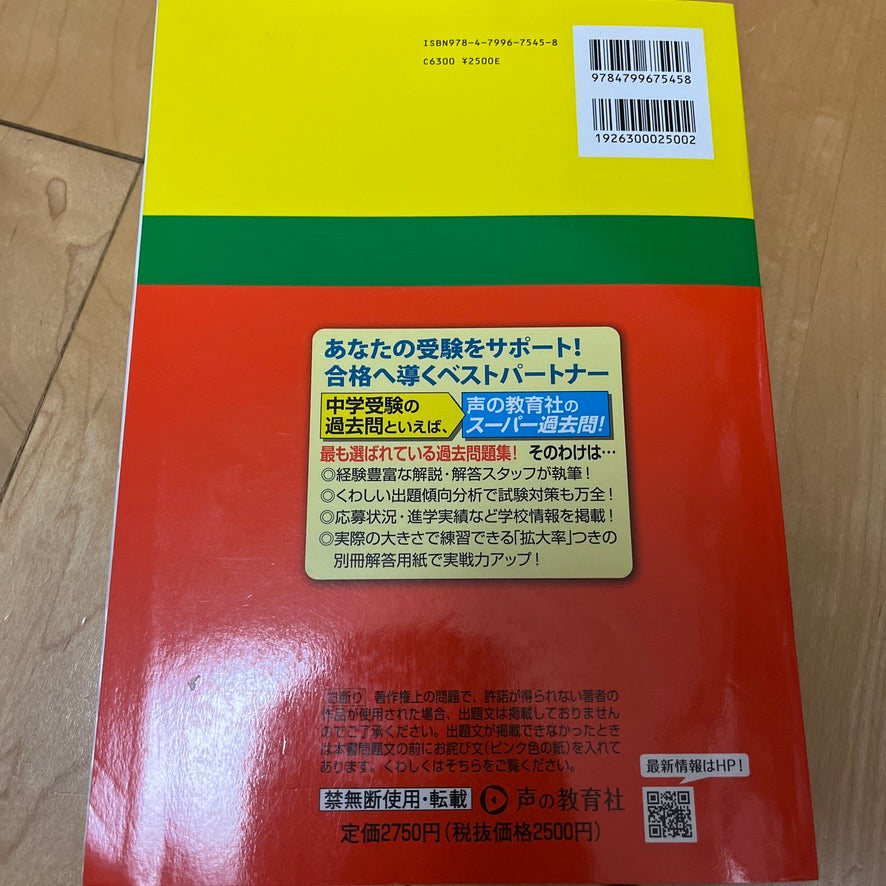 ISBN978-4-7996-7545-8
C6300 ¥2500E
9784799675458
1926300025002
あなたの受験をサポート!
合格へ導くベストパートナー
中学受験の
過去問といえば、
声の教育社の
スーパー過去問!
最も選ばれている過去問題集! そのわけは…
◎経験豊富な解説・解答スタッフが執筆!
◎くわしい出題傾向分析で試験対策も万全!
◎応募状況・進学実績など学校情報を掲載!
◎実際の大きさで練習できる「拡大率」つきの
別冊解答用紙で実戦力アップ!
お断り 著作権上の問題で、許諾が得られない著者の
作品が使用された場合、出題文は掲載しておりません
のでご了承ください。出題文が掲載できなかったとき
は本書問題文の前にお詫び文(ピンク色の紙)を入れて
あります。くわしくはそちらをご覧ください。
最新情報はHP!
禁無断使用・転載 声の教育社
定価2750円(税抜価格2500円)